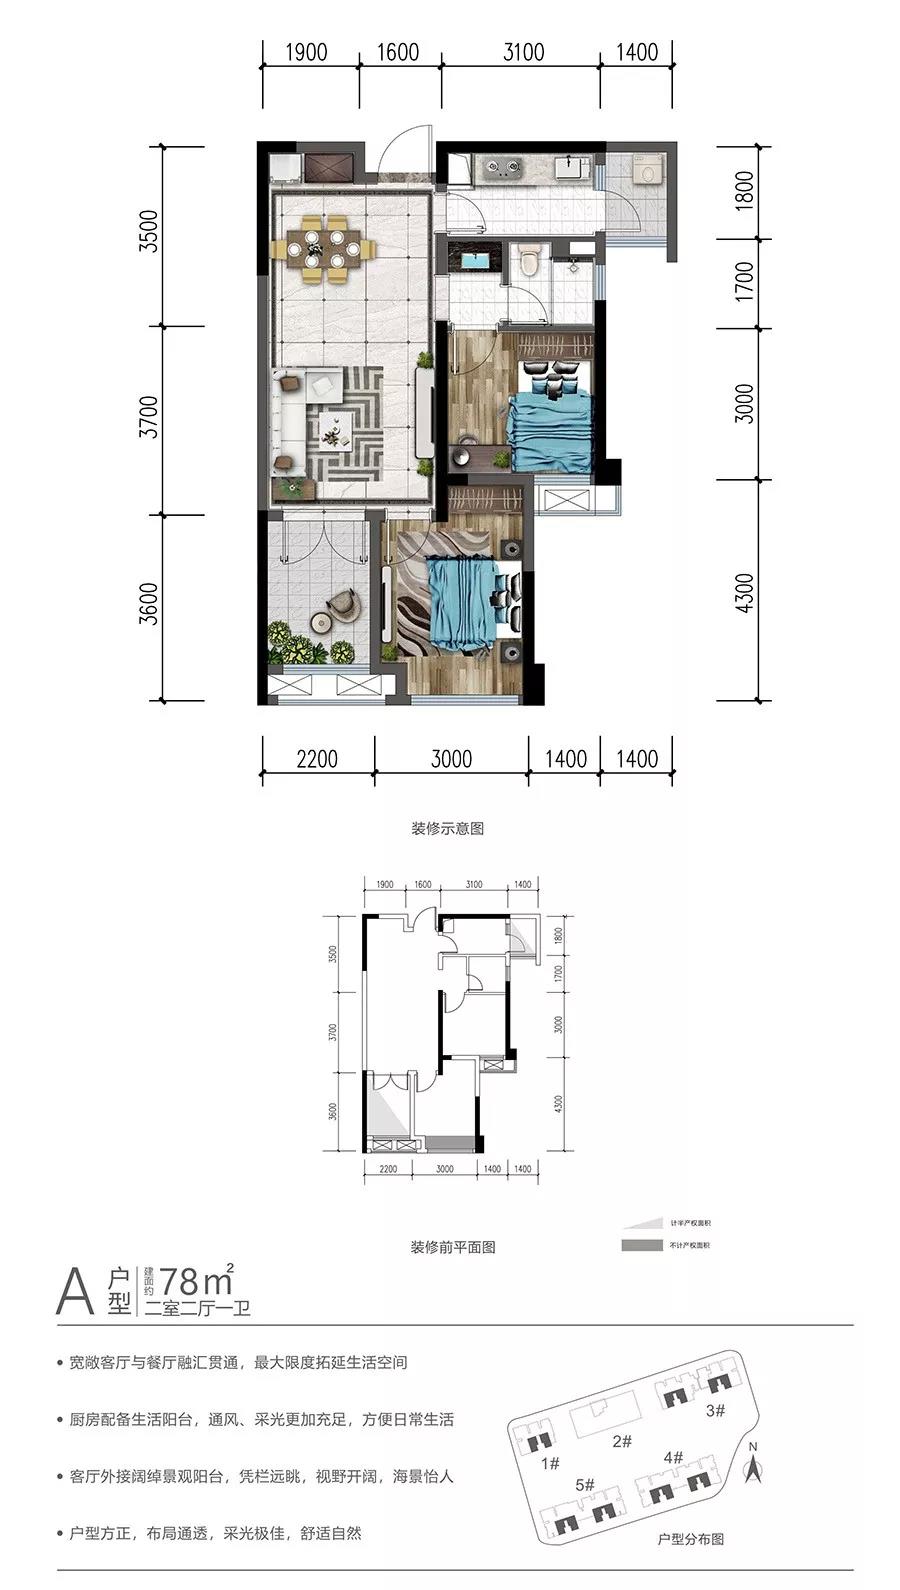 1900 1600 3100 1400
3500
3700
3600
1800
1700
3000
4300
2200 3000 1400 1400
装修示意图
1900 1600 3100 1400
3500
3700
3600
1800
1700
3000
4300
2200 3000 1400 1400
装修前平面图
计半产权面积
不计产权面积
A 户型 建面约 78㎡
二室二厅一卫
• 宽敞客厅与餐厅融汇贯通，最大限度拓延生活空间
• 厨房配备生活阳台，通风、采光更加充足，方便日常生活
• 客厅外接阔绰景观阳台，凭栏远眺，视野开阔，海景怡人
• 户型方正，布局通透，采光极佳，舒适自然
1#
2#
3#
4#
5#
N
户型分布图